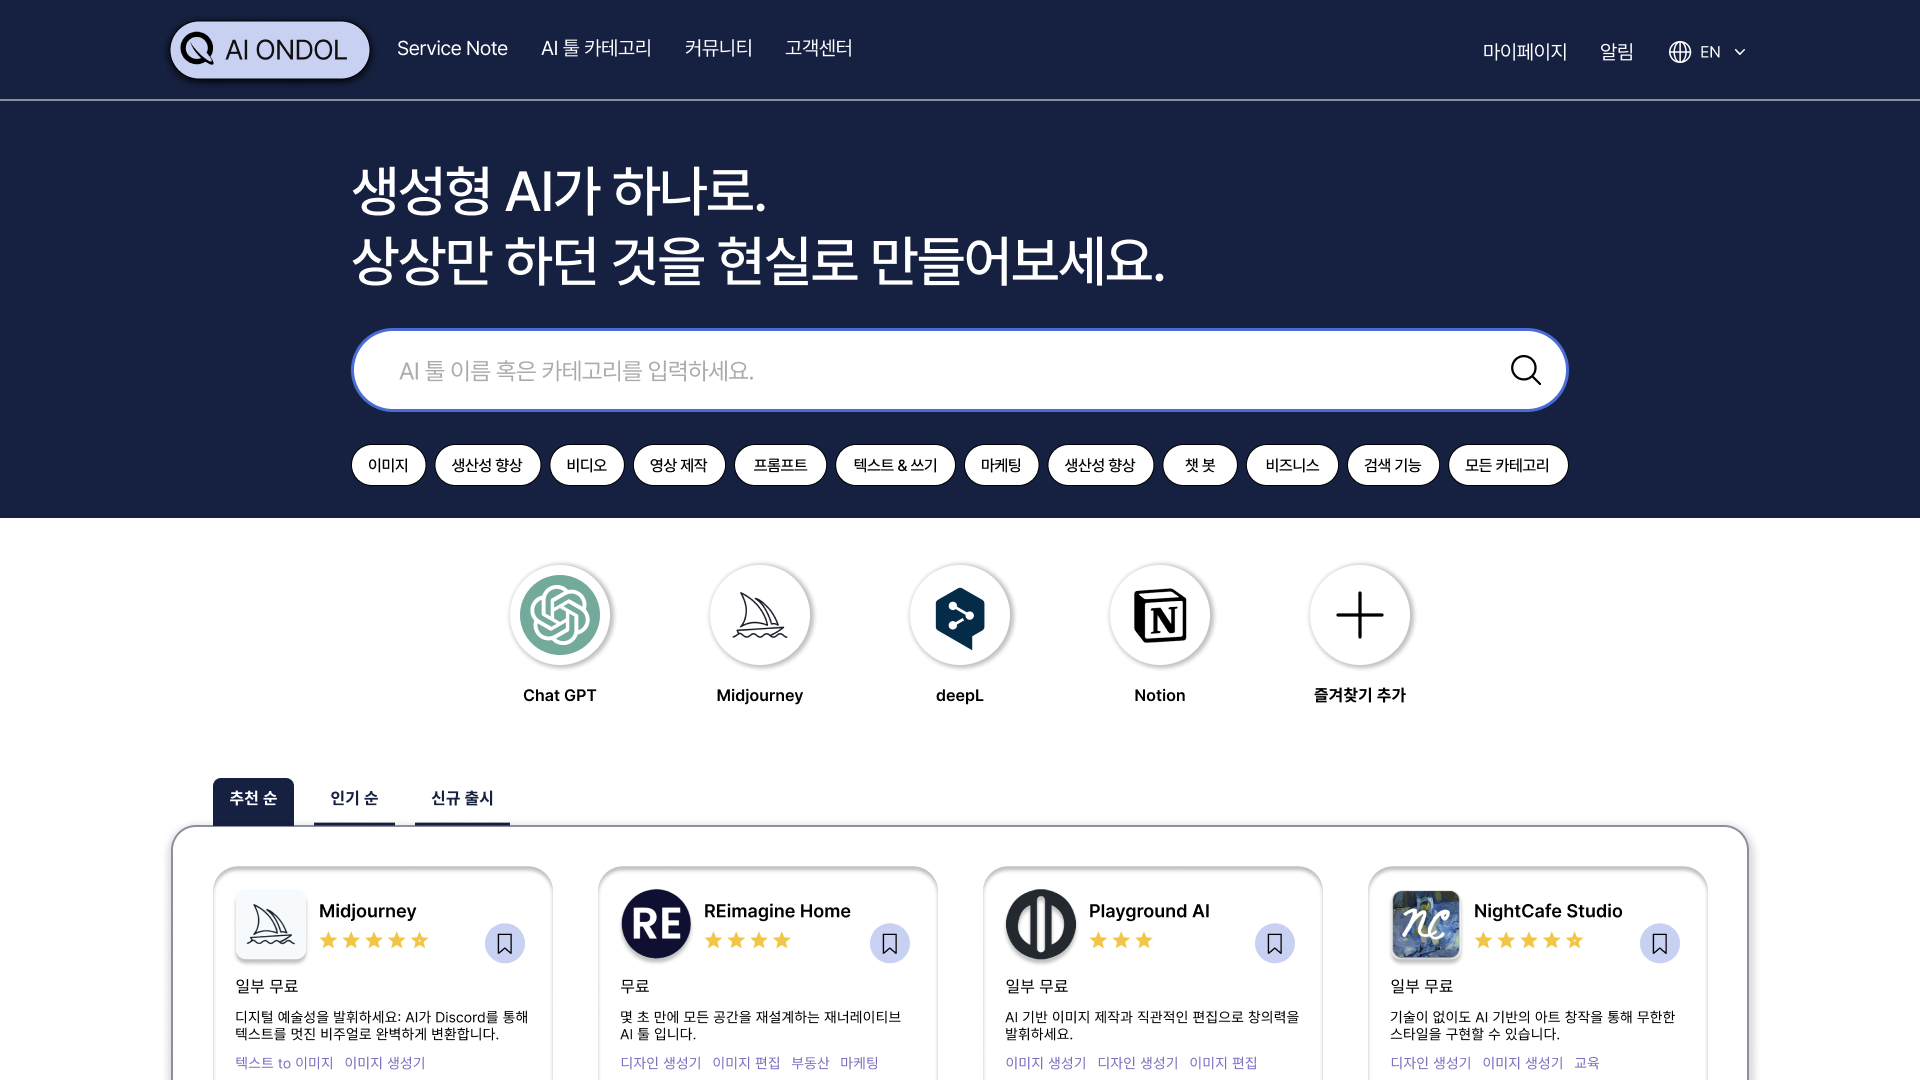 AI ONDOL
Service Note
AI 툴 카테고리
커뮤니티
고객센터
마이페이지
알림
EN
생성형 AI가 하나로.
상상만 하던 것을 현실로 만들어보세요.
AI 툴 이름 혹은 카테고리를 입력하세요.
이미지
생산성 향상
비디오
영상 제작
프롬프트
텍스트 & 쓰기
마케팅
생산성 향상
챗 봇
비즈니스
검색 기능
모든 카테고리
N
Chat GPT
Midjourney
deepL
Notion
즐겨찾기 추가
추천 순
인기 순
신규 출시
Midjourney
일부 무료
디지털 예술성을 발휘하세요: AI가 Discord를 통해
텍스트를 멋진 비주얼로 완벽하게 변환합니다.
텍스트 to 이미지 이미지 생성기
RE
REimagine Home
무료
몇 초 만에 모든 공간을 재설계하는 재너레이티브
AI 툴 입니다.
디자인 생성기 이미지 편집 부동산 마케팅
Playground AI
일부 무료
AI 기반 이미지 제작과 직관적인 편집으로 창의력을
발휘하세요.
이미지 생성기 디자인 생성기 이미지 편집
NC
NightCafe Studio
일부 무료
기술이 없이도 AI 기반의 아트 창작을 통해 무한한
스타일을 구현할 수 있습니다.
디자인 생성기 이미지 생성기 교육